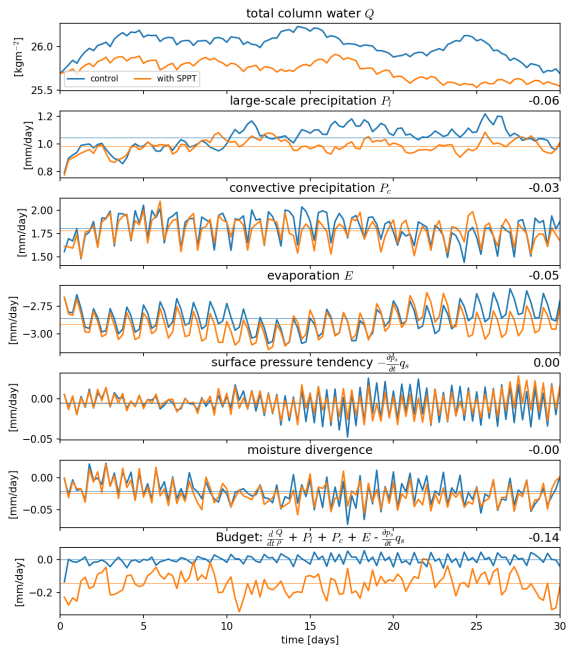 total column water Q
[kgm⁻²]
26.0
25.5
control
with SPPT
large-scale precipitation Pₗ
-0.06
[mm/day]
1.2
1.0
0.8
convective precipitation P꜀
-0.03
[mm/day]
2.00
1.75
1.50
evaporation E
-0.05
[mm/day]
−2.75
−3.00
surface pressure tendency −∂pₛ/∂t qₛ
0.00
[mm/day]
0.00
−0.05
moisture divergence
-0.00
[mm/day]
0.00
−0.05
Budget: d/dt Q/ρ + Pₗ + P꜀ + E - ∂pₛ/∂t qₛ
-0.14
[mm/day]
0.0
−0.2
0 5 10 15 20 25 30
time [days]